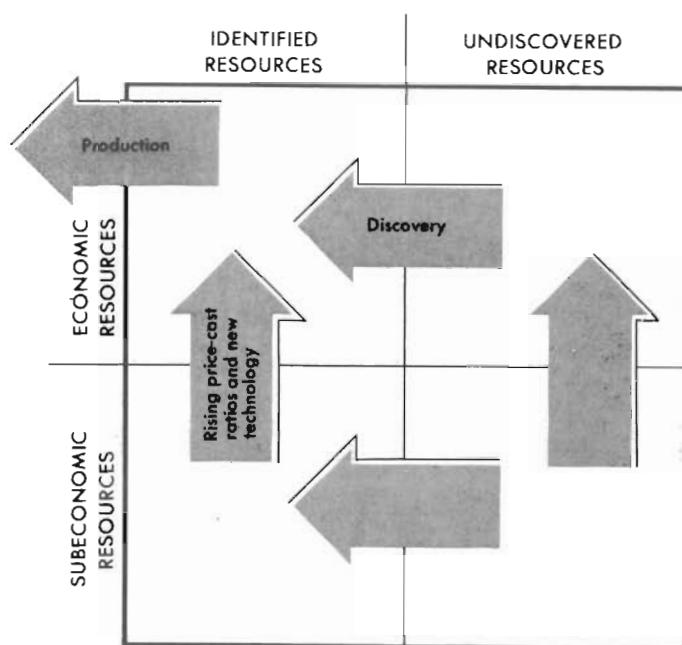 IDENTIFIED
RESOURCES
UNDISCOVERED
RESOURCES
Production
Discovery
ECONOMIC
RESOURCES
Rising price-cost
ratios and new
technology
SUBECONOMIC
RESOURCES